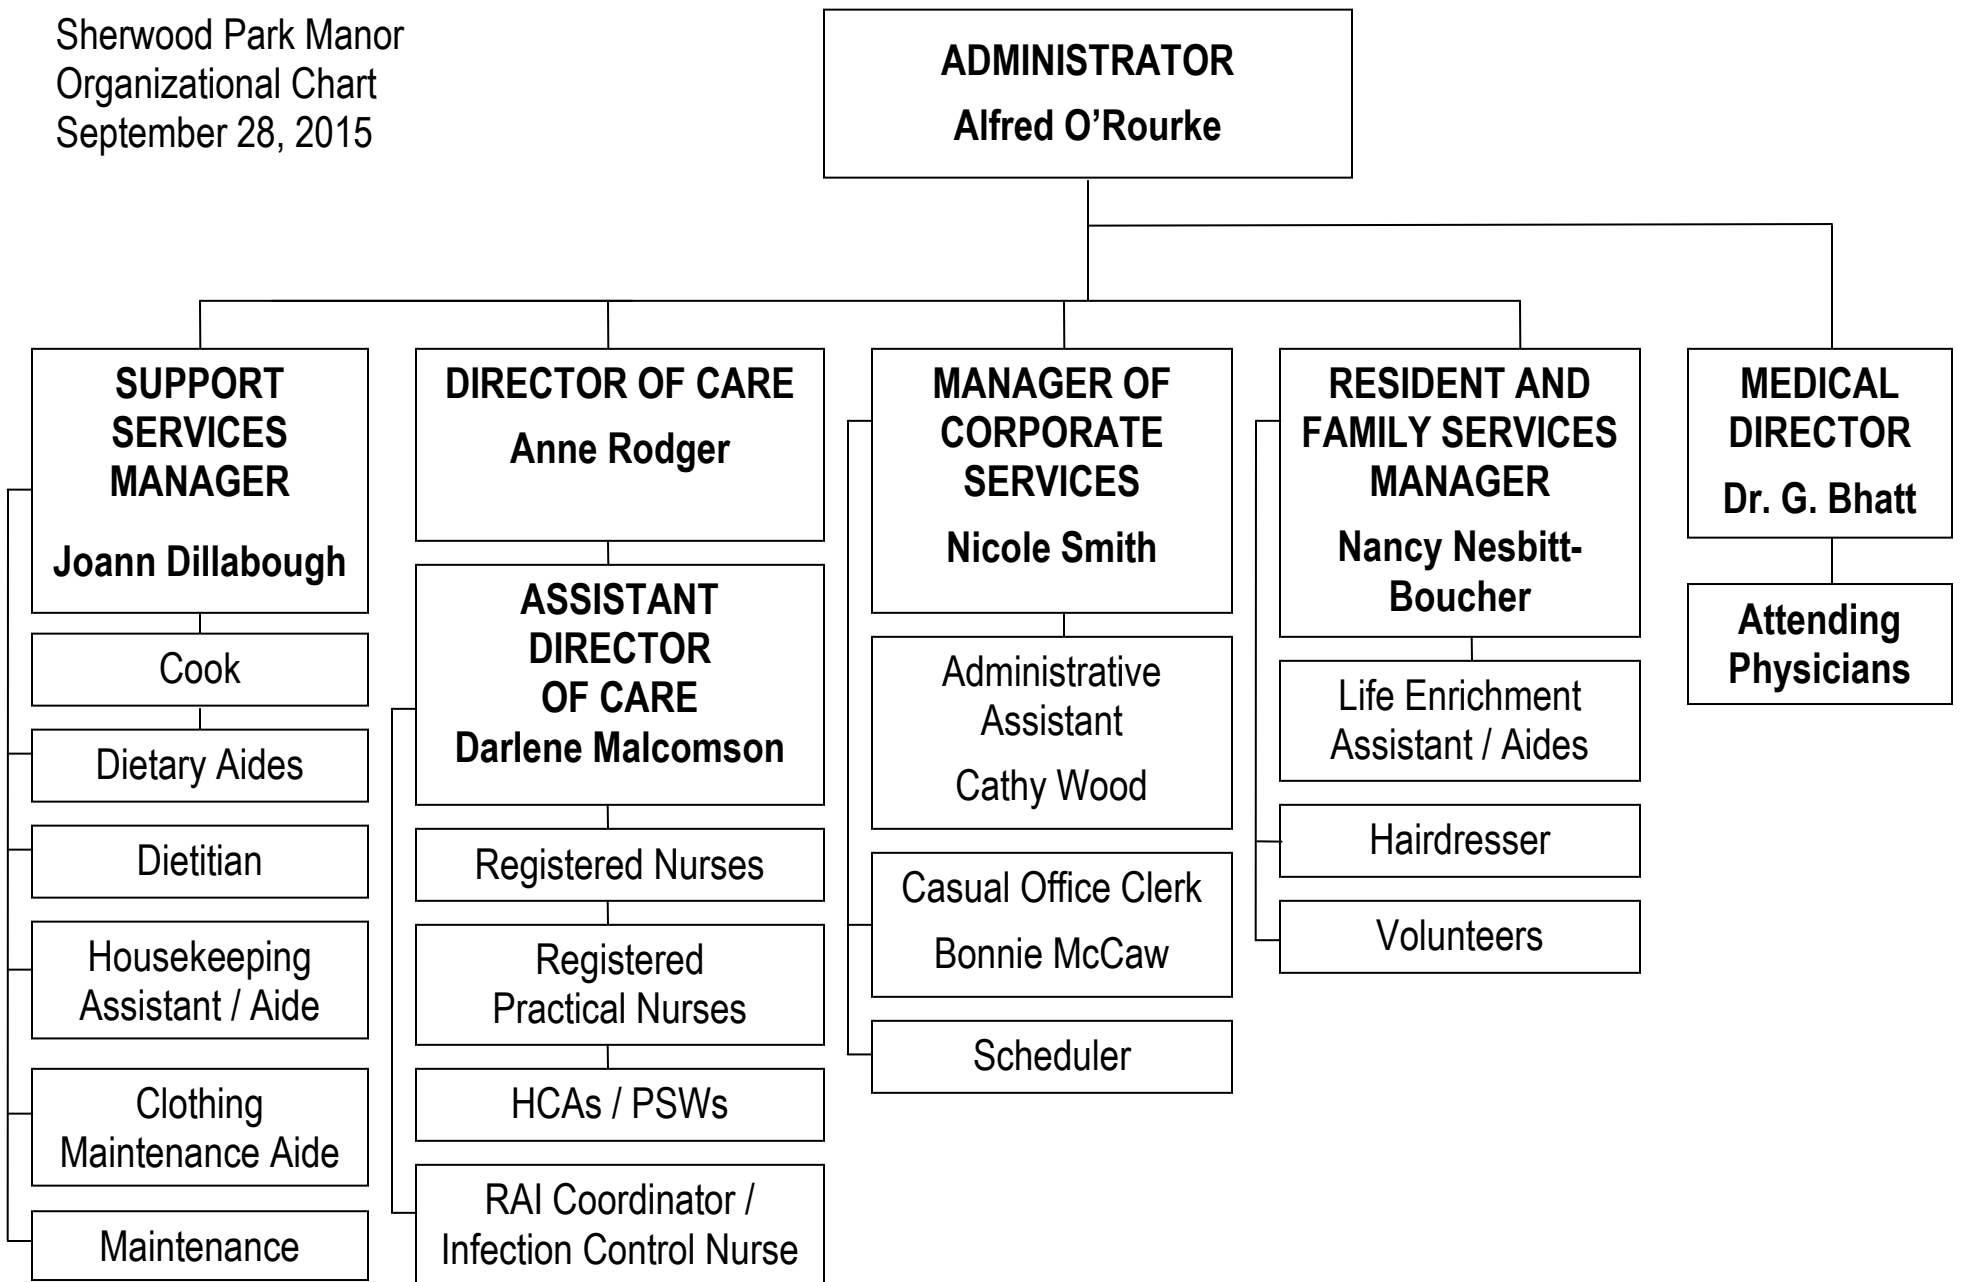 Sherwood Park Manor
Organizational Chart
September 28, 2015
ADMINISTRATOR
Alfred O’Rourke
SUPPORT
SERVICES
MANAGER
Joann Dillabough
Cook
Dietary Aides
Dietitian
Housekeeping
Assistant / Aide
Clothing
Maintenance Aide
Maintenance
DIRECTOR OF CARE
Anne Rodger
ASSISTANT
DIRECTOR
OF CARE
Darlene Malcomson
Registered Nurses
Registered
Practical Nurses
HCAs / PSWs
RAI Coordinator /
Infection Control Nurse
MANAGER OF
CORPORATE
SERVICES
Nicole Smith
Administrative
Assistant
Cathy Wood
Casual Office Clerk
Bonnie McCaw
Scheduler
RESIDENT AND
FAMILY SERVICES
MANAGER
Nancy Nesbitt-
Boucher
Life Enrichment
Assistant / Aides
Hairdresser
Volunteers
MEDICAL
DIRECTOR
Dr. G. Bhatt
Attending
Physicians